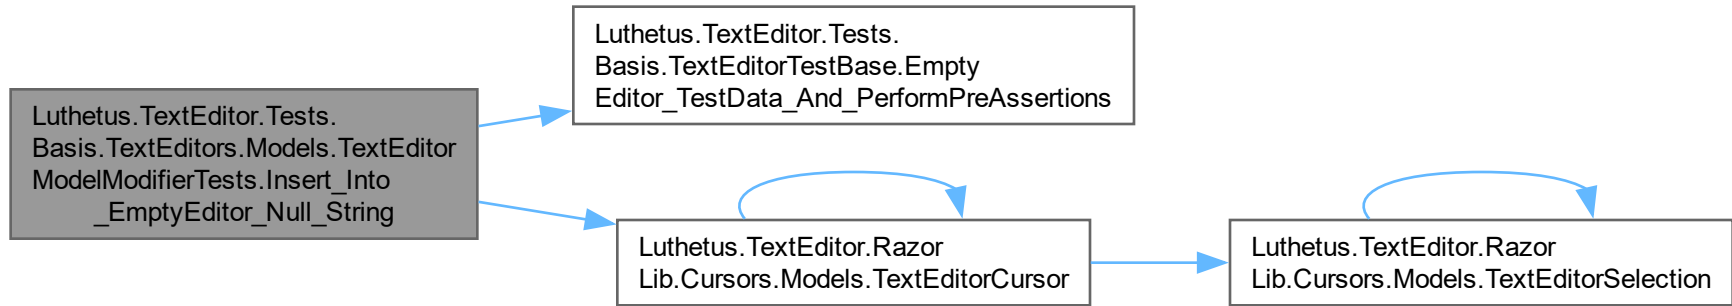 Luthetus.TextEditor.Tests.
Basis.TextEditors.Models.TextEditor
ModelModifierTests.Insert_Into
_EmptyEditor_Null_String
Luthetus.TextEditor.Tests.
Basis.TextEditorTestBase.Empty
Editor_TestData_And_PerformPreAssertions
Luthetus.TextEditor.Razor
Lib.Cursors.Models.TextEditorCursor
Luthetus.TextEditor.Razor
Lib.Cursors.Models.TextEditorSelection